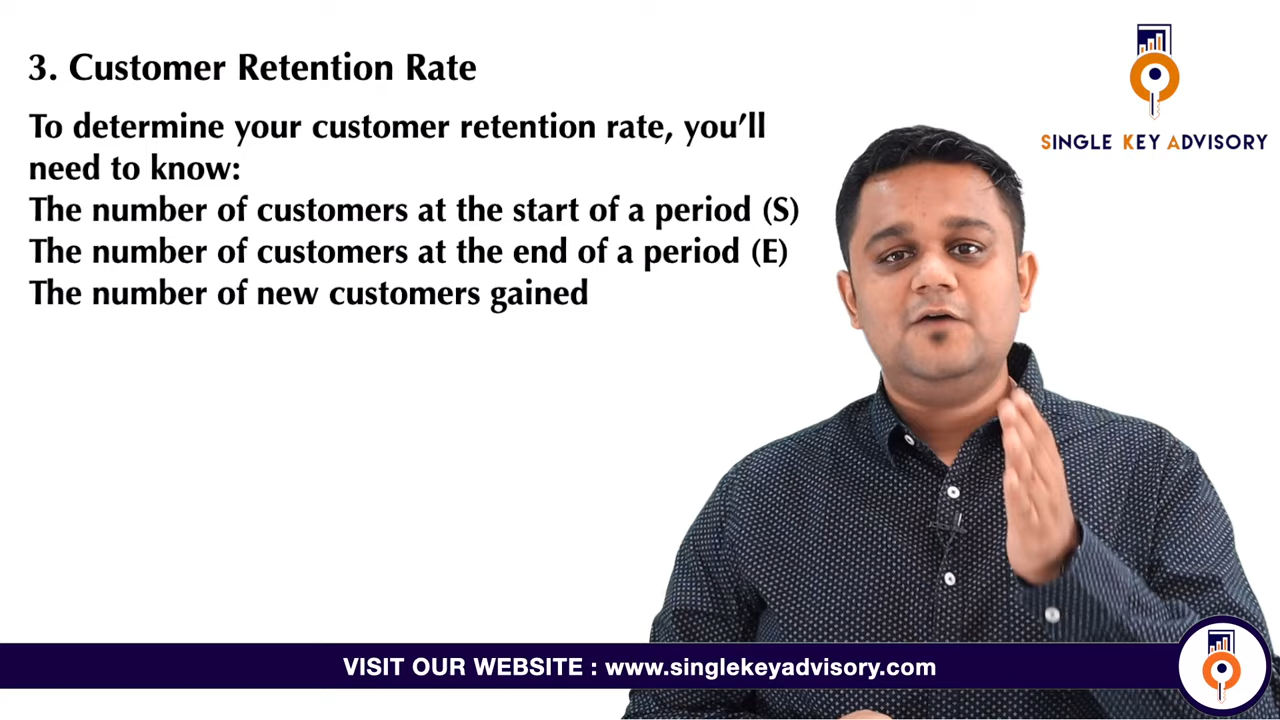 3. Customer Retention Rate
To determine your customer retention rate, you'll
need to know:
The number of customers at the start of a period (S)
The number of customers at the end of a period (E)
The number of new customers gained
SINGLE KEY ADVISORY
VISIT OUR WEBSITE : www.singlekeyadvisory.com